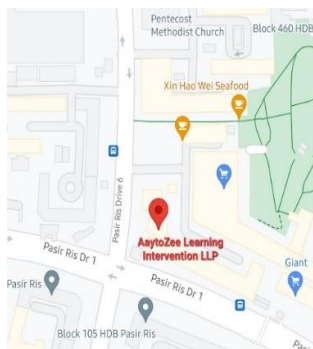 Pentecost
Methodist Church
Block 460 HDB
Xin Hao Wei Seafood
Pasir Ris Drive 6
AaytoZee Learning
Intervention LLP
Pasir Ris Dr 1
Giant
Pasir Ris
Pasir Ris Dr 1
Block 105 HDB Pasir Ris